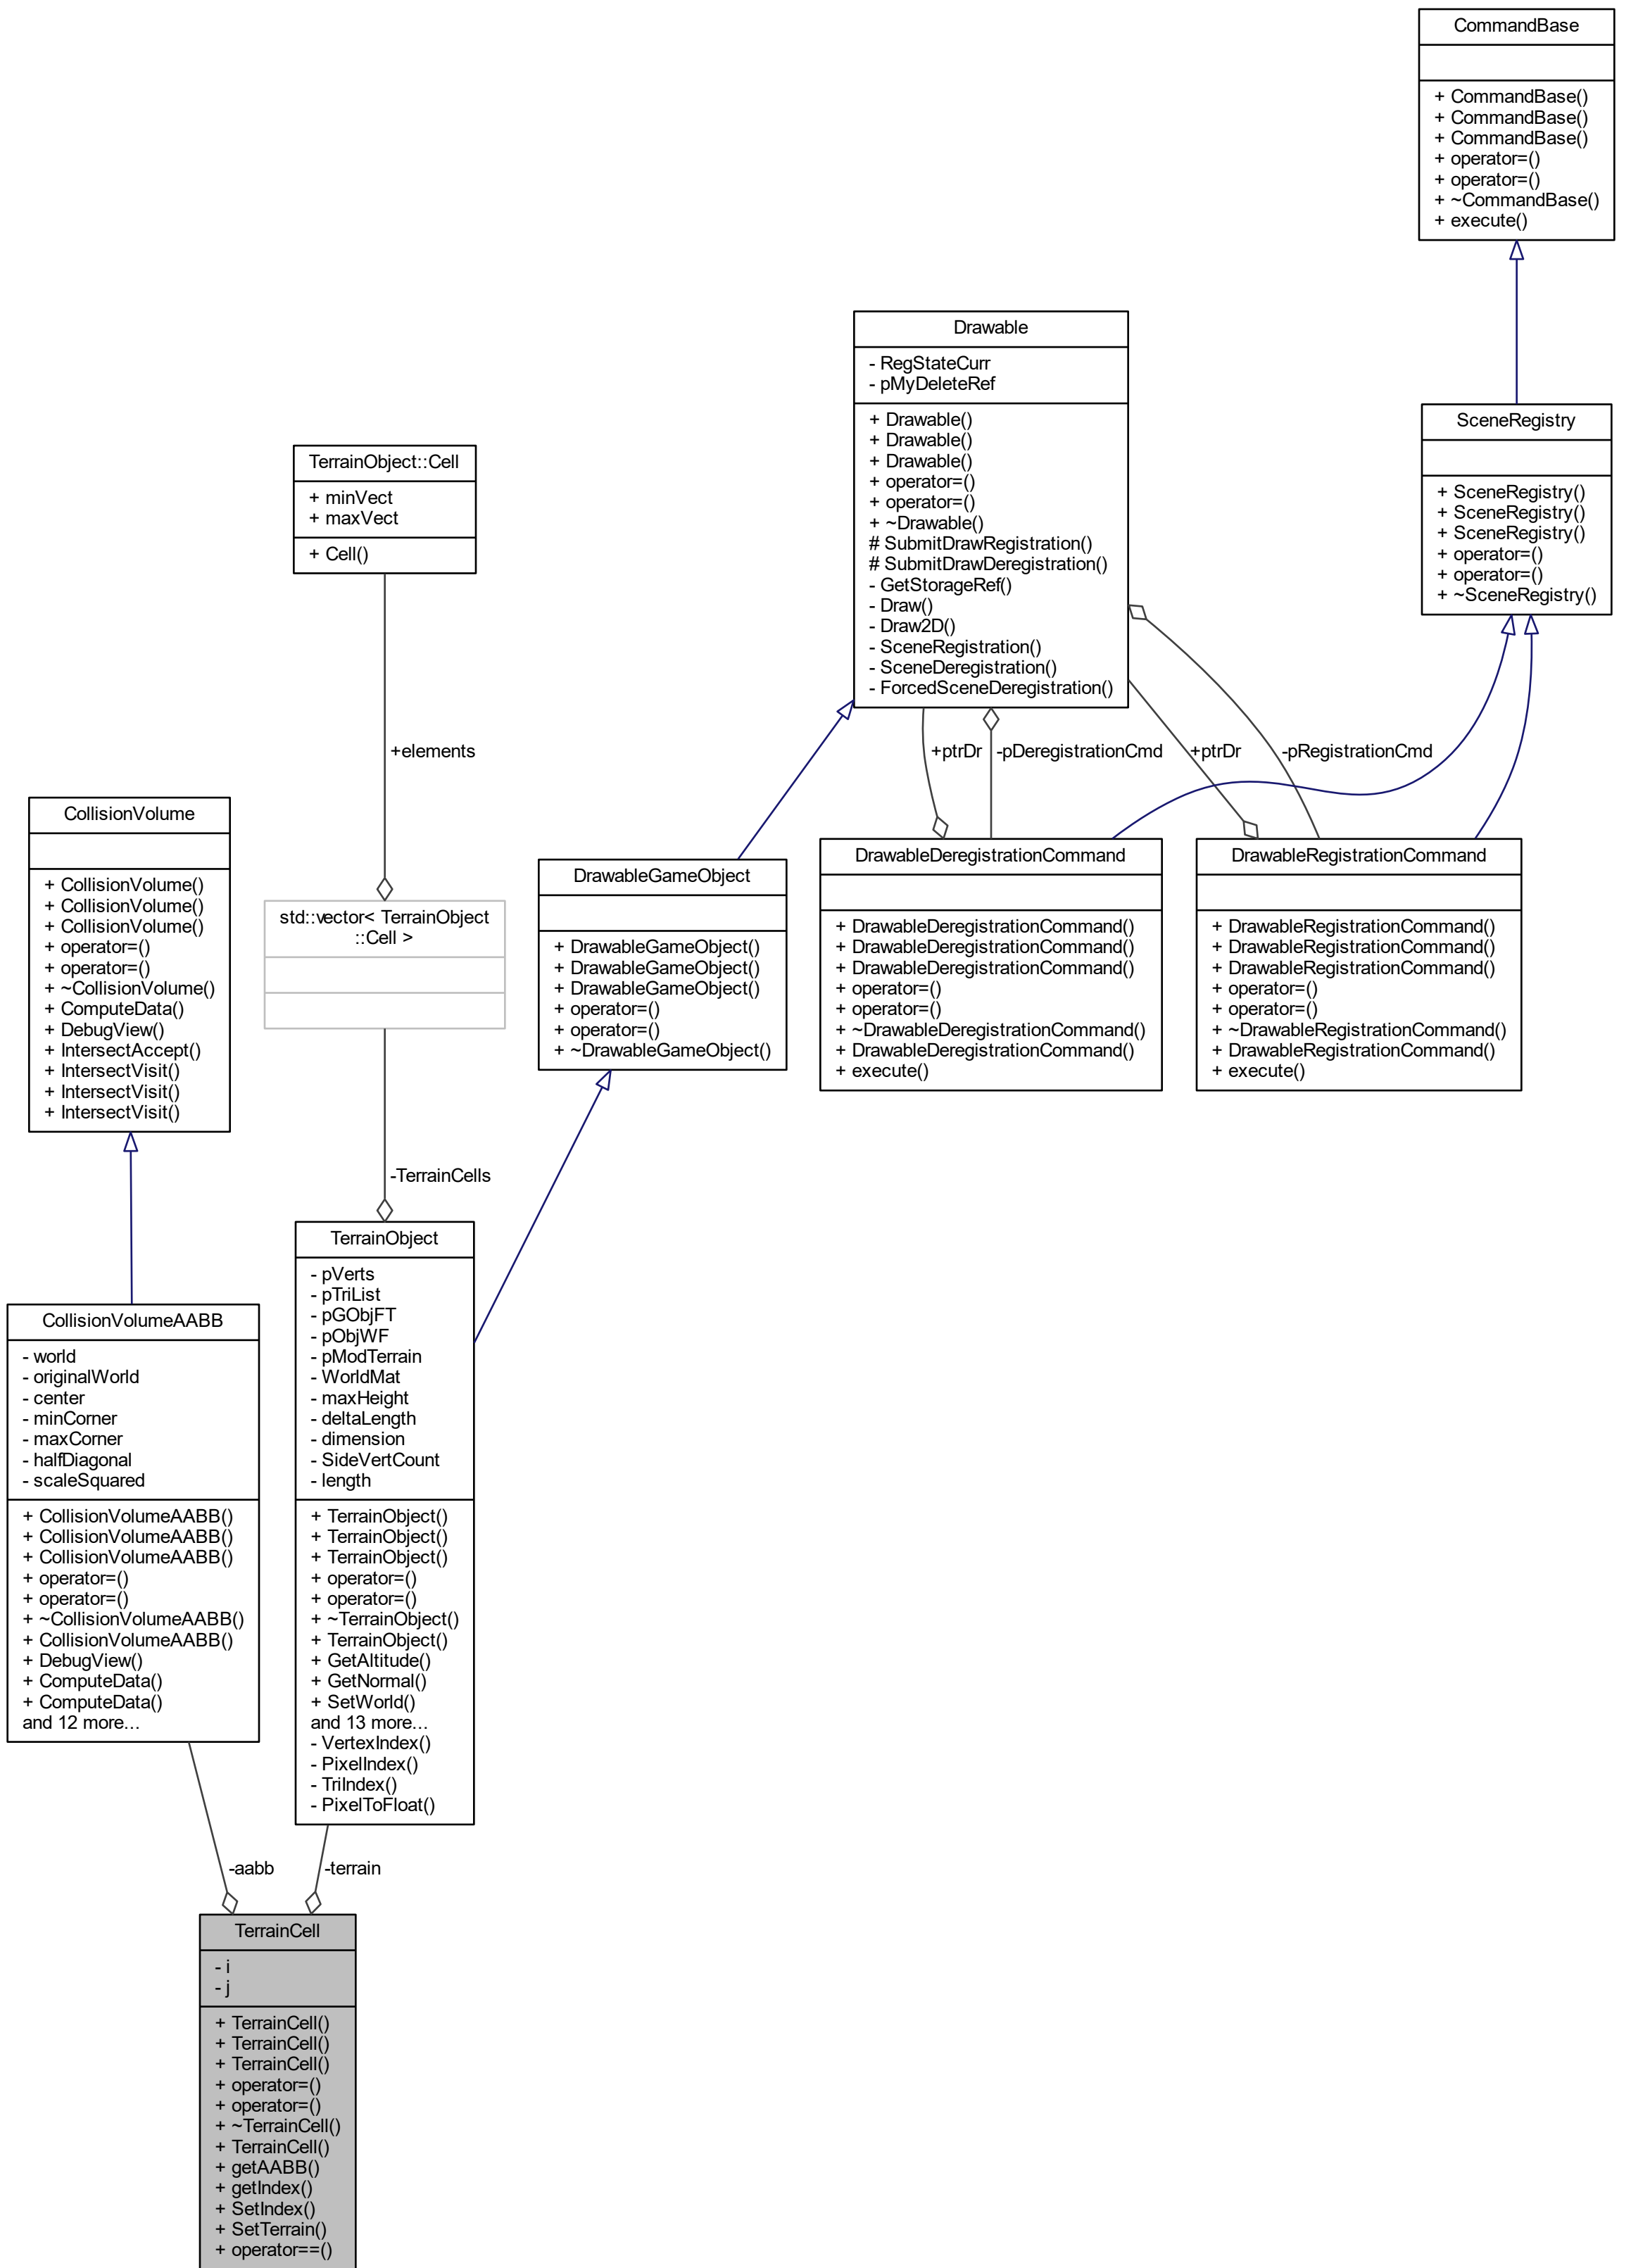 CommandBase
+ CommandBase()
+ CommandBase()
+ CommandBase()
+ operator=()
+ operator=()
+ ~CommandBase()
+ execute()
Drawable
- RegStateCurr
- pMyDeleteRef
+ Drawable()
+ Drawable()
+ Drawable()
+ operator=()
+ operator=()
+ ~Drawable()
# SubmitDrawRegistration()
# SubmitDrawDeregistration()
- GetStorageRef()
- Draw()
- Draw2D()
- SceneRegistration()
- SceneDeregistration()
- ForcedSceneDeregistration()
SceneRegistry
+ SceneRegistry()
+ SceneRegistry()
+ SceneRegistry()
+ operator=()
+ operator=()
+ ~SceneRegistry()
TerrainObject::Cell
+ minVect
+ maxVect
+ Cell()
+elements
+ptrDr
-pDeregistrationCmd
+ptrDr
-pRegistrationCmd
CollisionVolume
+ CollisionVolume()
+ CollisionVolume()
+ CollisionVolume()
+ operator=()
+ operator=()
+ ~CollisionVolume()
+ ComputeData()
+ DebugView()
+ IntersectAccept()
+ IntersectVisit()
+ IntersectVisit()
+ IntersectVisit()
std::vector< TerrainObject
::Cell >
DrawableGameObject
+ DrawableGameObject()
+ DrawableGameObject()
+ DrawableGameObject()
+ operator=()
+ operator=()
+ ~DrawableGameObject()
DrawableDeregistrationCommand
+ DrawableDeregistrationCommand()
+ DrawableDeregistrationCommand()
+ DrawableDeregistrationCommand()
+ operator=()
+ operator=()
+ ~DrawableDeregistrationCommand()
+ DrawableDeregistrationCommand()
+ execute()
DrawableRegistrationCommand
+ DrawableRegistrationCommand()
+ DrawableRegistrationCommand()
+ DrawableRegistrationCommand()
+ operator=()
+ operator=()
+ ~DrawableRegistrationCommand()
+ DrawableRegistrationCommand()
+ execute()
-TerrainCells
CollisionVolumeAABB
- world
- originalWorld
- center
- minCorner
- maxCorner
- halfDiagonal
- scaleSquared
+ CollisionVolumeAABB()
+ CollisionVolumeAABB()
+ CollisionVolumeAABB()
+ operator=()
+ operator=()
+ ~CollisionVolumeAABB()
+ CollisionVolumeAABB()
+ DebugView()
+ ComputeData()
+ ComputeData()
and 12 more...
TerrainObject
- pVerts
- pTriList
- pGObjFT
- pObjWF
- pModTerrain
- WorldMat
- maxHeight
- deltaLength
- dimension
- SideVertCount
- length
+ TerrainObject()
+ TerrainObject()
+ TerrainObject()
+ operator=()
+ operator=()
+ ~TerrainObject()
+ TerrainObject()
+ GetAltitude()
+ GetNormal()
+ SetWorld()
and 13 more...
- VertexIndex()
- PixelIndex()
- TriIndex()
- PixelToFloat()
-aabb
-terrain
TerrainCell
- i
- j
+ TerrainCell()
+ TerrainCell()
+ TerrainCell()
+ operator=()
+ operator=()
+ ~TerrainCell()
+ TerrainCell()
+ getAABB()
+ getIndex()
+ SetIndex()
+ SetTerrain()
+ operator==()